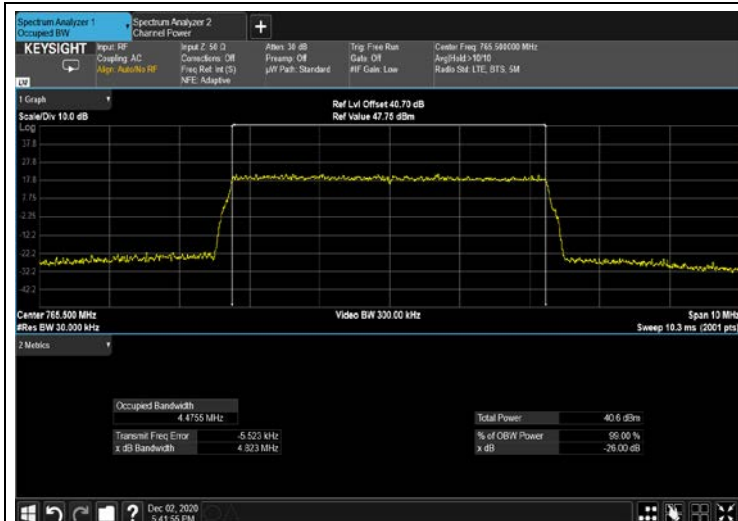 Spectrum Analyzer 1
Occupied BW
Spectrum Analyzer 2
Channel Power
+
KEYSIGHT
Input: RF
Coupling: AC
Align: Auto/No RF
Input Z: 50 Ω
Corrections: Off
Freq Ref: Int (S)
NFE: Adaptive
Atten: 30 dB
Preamp: Off
µW Path: Standard
Trig: Free Run
Gate: Off
#IF Gain: Low
Center Freq: 765.500000 MHz
Avg|Hold:>10/10
Radio Std: LTE, BTS, 5M
1 Graph
Scale/Div 10.0 dB
Ref Lvl Offset 40.70 dB
Ref Value 47.75 dBm
Log
37.8
27.8
17.8
7.75
-2.25
-12.2
-22.2
-32.2
-42.2
Center 765.500 MHz
#Res BW 30.000 kHz
Video BW 300.00 kHz
Span 10 MHz
Sweep 10.3 ms (2001 pts)
2 Metrics
Occupied Bandwidth
4.4755 MHz
Transmit Freq Error -5.523 kHz
x dB Bandwidth 4.823 MHz
Total Power 40.6 dBm
% of OBW Power 99.00 %
x dB -26.00 dB
?
Dec 02, 2020
5:41:55 PM